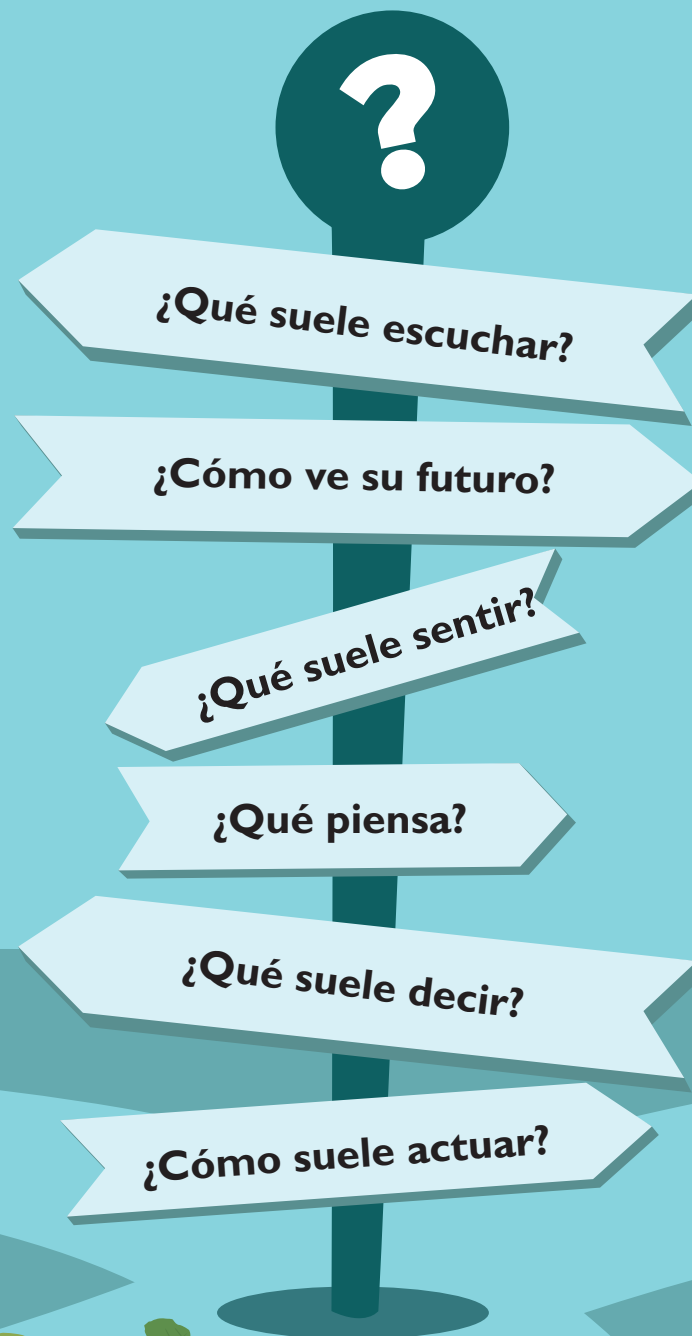 ?
¿Qué suele escuchar?
¿Cómo ve su futuro?
¿Qué suele sentir?
¿Qué piensa?
¿Qué suele decir?
¿Cómo suele actuar?